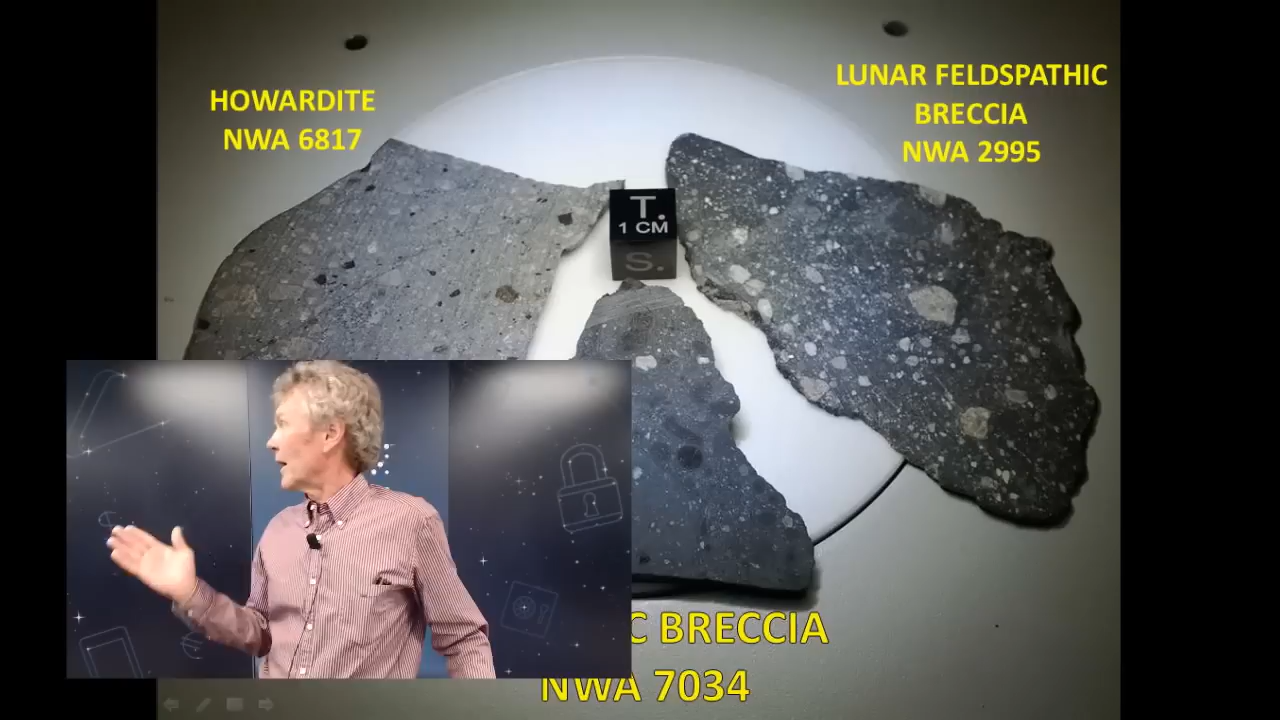 HOWARDITE
NWA 6817
LUNAR FELDSPATHIC
BRECCIA
NWA 2995
T.
1 CM
S.
C BRECCIA
NWA 7034